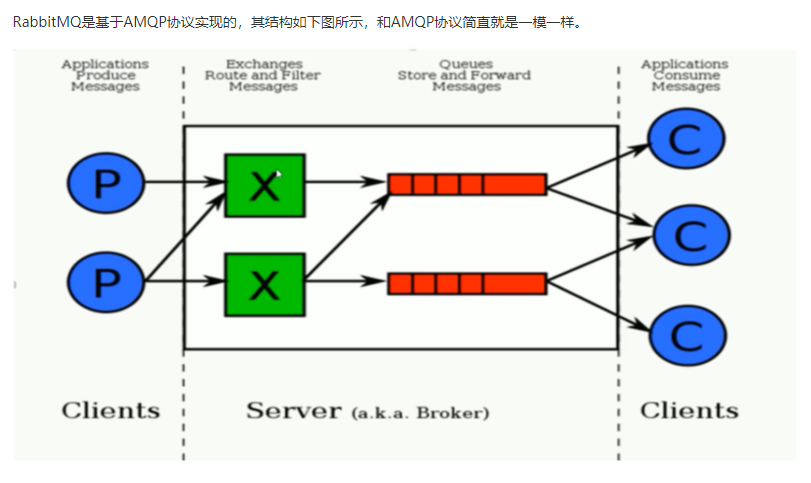 RabbitMQ是基于AMQP协议实现的，其结构如下图所示，和AMQP协议简直就是一模一样。
Applications
Produce
Messages
Exchanges
Route and Filter
Messages
Queues
Store and Forward
Messages
Applications
Consume
Messages
P
X
C
P
X
C
C
Clients
Server (a.k.a. Broker)
Clients